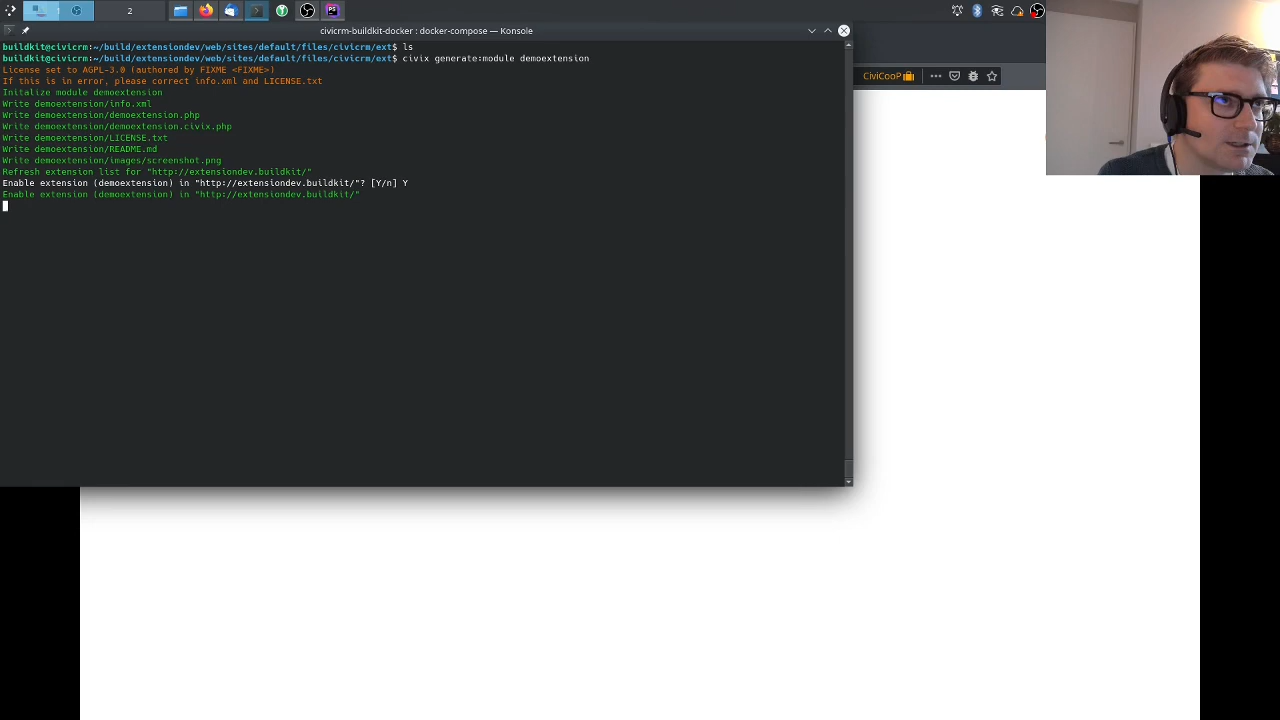 2
civicrm-buildkit-docker : docker-compose — Konsole
buildkit@civicrm:~/build/extensiondev/web/sites/default/files/civicrm/ext$ ls
buildkit@civicrm:~/build/extensiondev/web/sites/default/files/civicrm/ext$ civix generate:module demoextension
License set to AGPL-3.0 (authored by FIXME <FIXME>)
If this is in error, please correct info.xml and LICENSE.txt
Initalize module demoextension
Write demoextension/info.xml
Write demoextension/demoextension.php
Write demoextension/demoextension.civix.php
Write demoextension/LICENSE.txt
Write demoextension/README.md
Write demoextension/images/screenshot.png
Refresh extension list for "http://extensiondev.buildkit/"
Enable extension (demoextension) in "http://extensiondev.buildkit/"? [Y/n] Y
Enable extension (demoextension) in "http://extensiondev.buildkit/"
CiviCooP